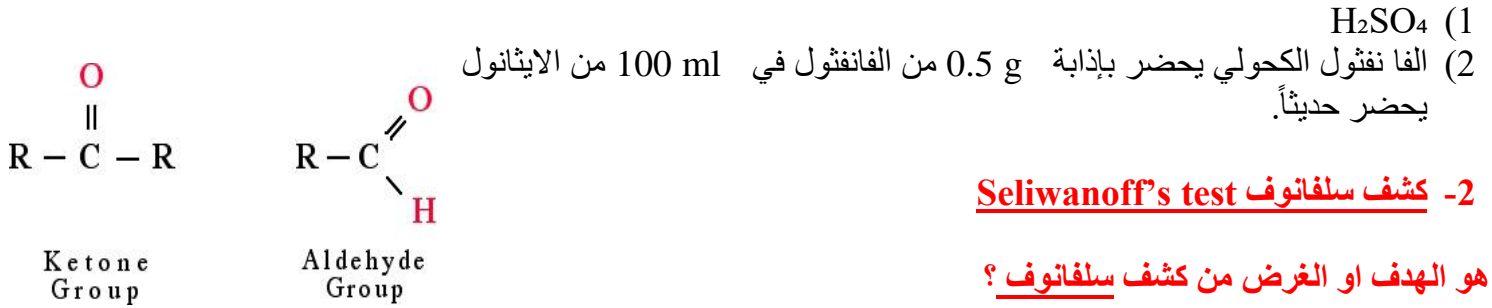 H₂SO₄ (1
2) الفا نفثول الكحولي يحضر بإذابة 0.5 g من الفانفثول في 100 ml من الايثانول
يحضر حديثاً.
2- كشف سلفانوف Seliwanoff’s test
هو الهدف او الغرض من كشف سلفانوف ؟
O
||
R – C – R
Ketone
Group
O
//
R – C
\
H
Aldehyde
Group